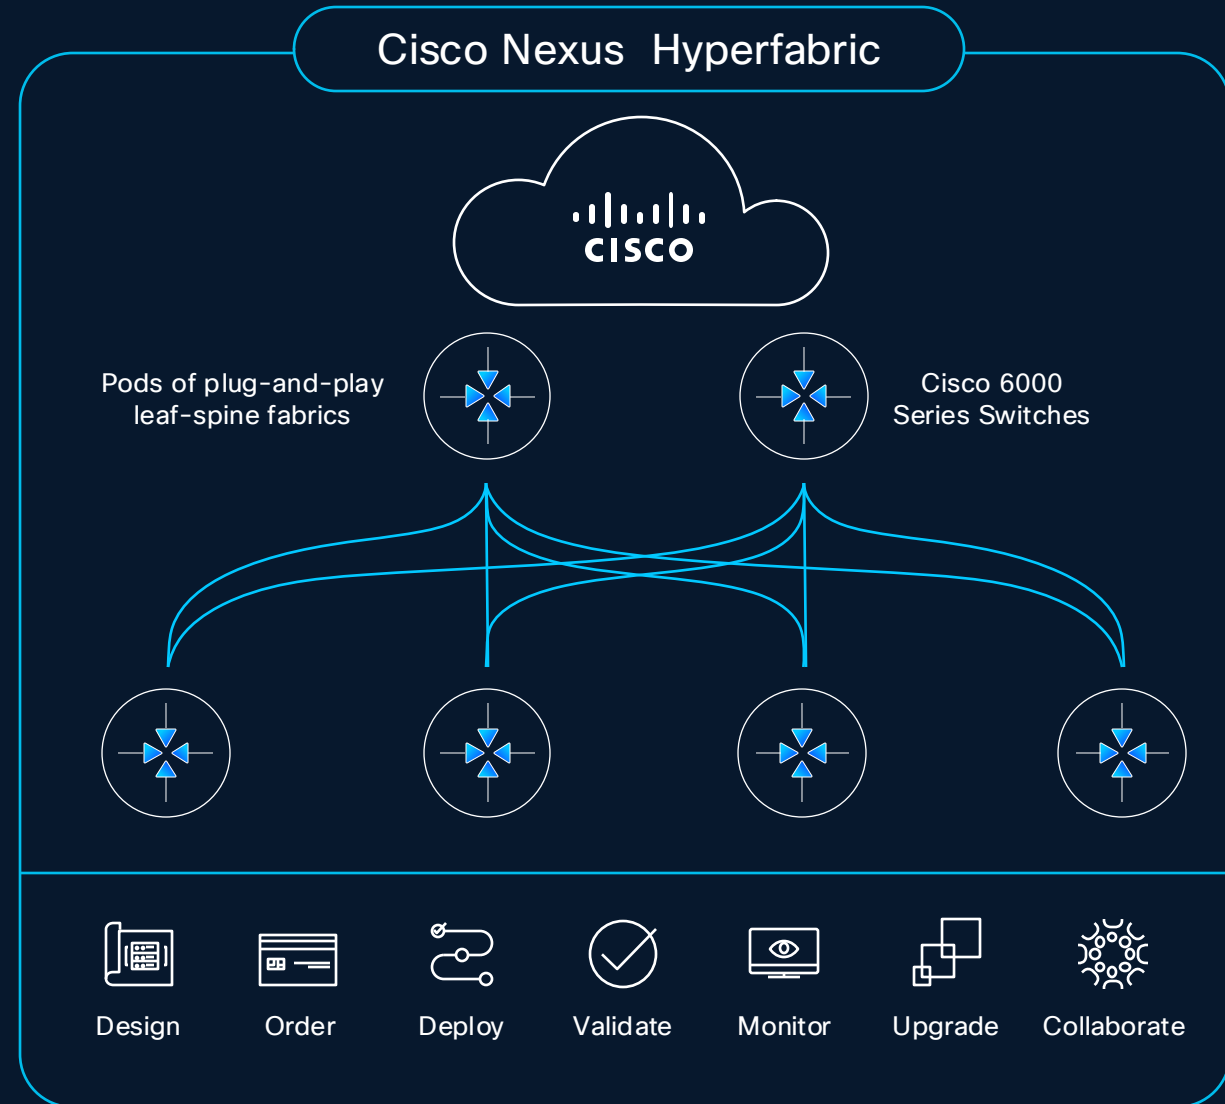 Cisco Nexus Hyperfabric
CISCO
Pods of plug-and-play
leaf-spine fabrics
Cisco 6000
Series Switches
Design
Order
Deploy
Validate
Monitor
Upgrade
Collaborate